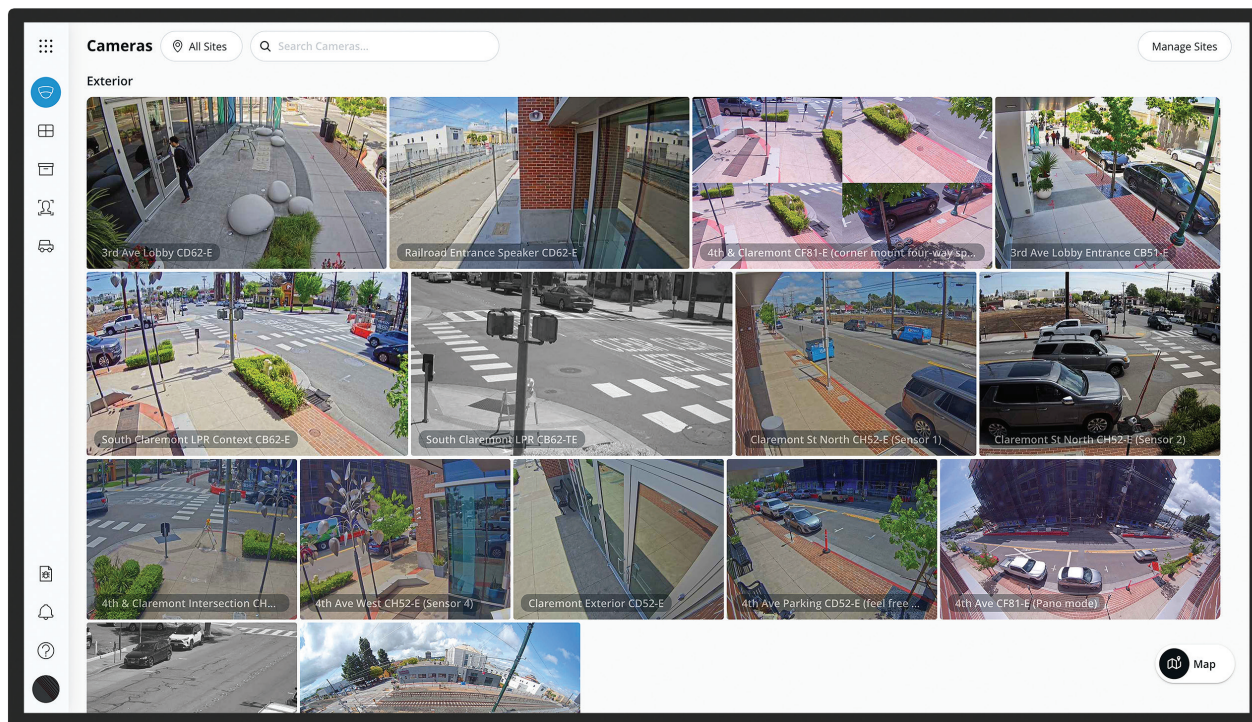 Cameras
All Sites
Search Cameras...
Manage Sites
Exterior
3rd Ave Lobby CD62-E
Railroad Entrance Speaker CD62-E
4th & Claremont CF81-E (corner mount four-way sp...
3rd Ave Lobby Entrance CB51-E
South Claremont LPR Context CB62-E
South Claremont LPR CB62-TE
Claremont St North CH52-E (Sensor 1)
Claremont St North CH52-E (Sensor 2)
4th & Claremont Intersection CH...
4th Ave West CH52-E (Sensor 4)
Claremont Exterior CD52-E
4th Ave Parking CD52-E (feel free ...
4th Ave CF81-E (Pano mode)
Map